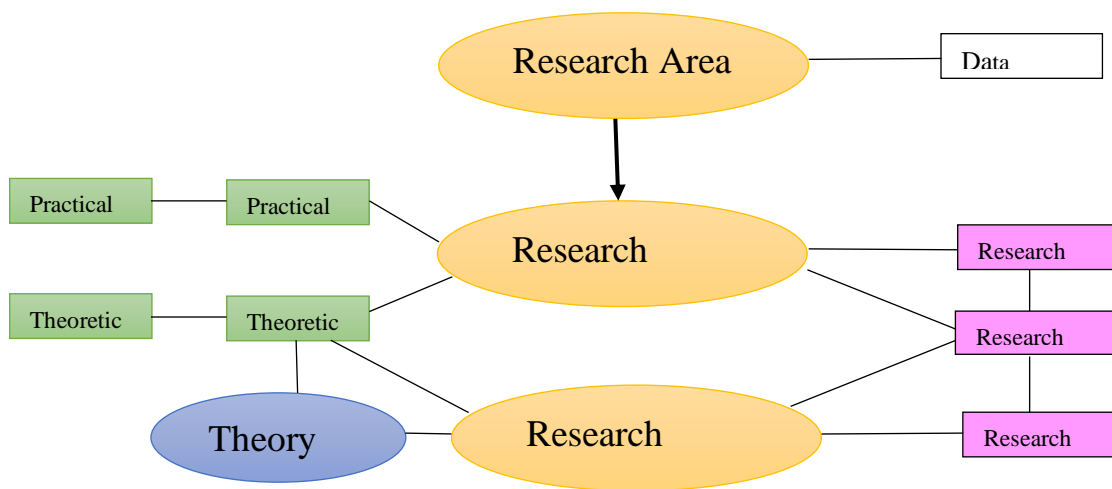 Research Area
Data
Practical
Practical
Research
Research
Theoretic
Theoretic
Research
Theory
Research
Research